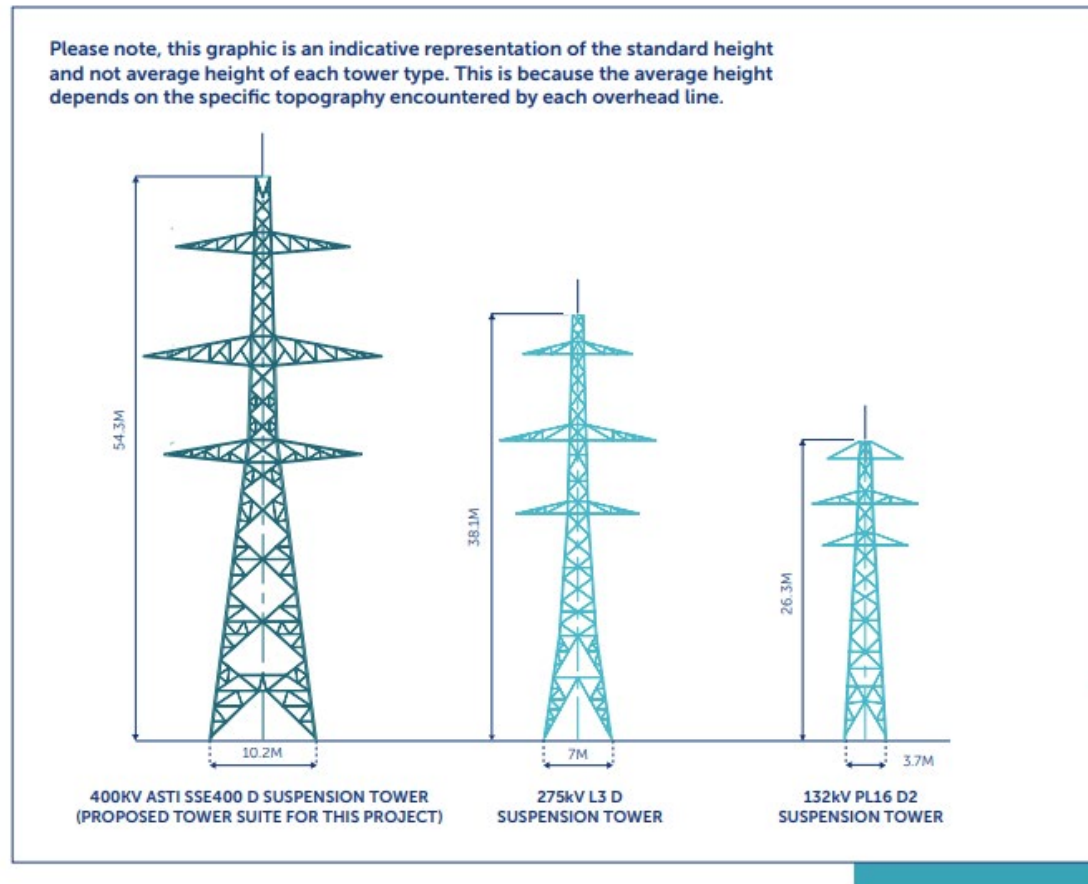 Please note, this graphic is an indicative representation of the standard height
and not average height of each tower type. This is because the average height
depends on the specific topography encountered by each overhead line.
54.3M
38.1M
26.3M
10.2M
7M
3.7M
400KV ASTI SSE400 D SUSPENSION TOWER
(PROPOSED TOWER SUITE FOR THIS PROJECT)
275kV L3 D
SUSPENSION TOWER
132kV PL16 D2
SUSPENSION TOWER